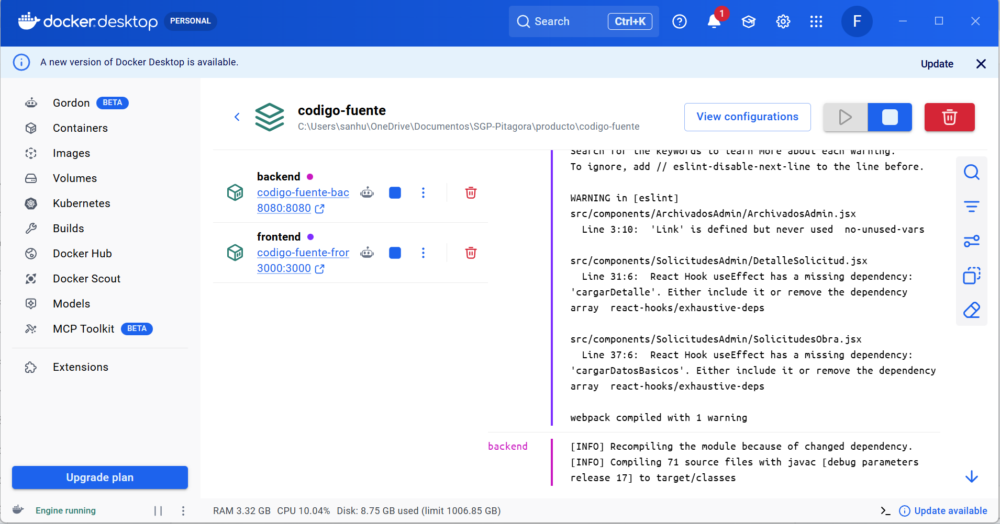 docker desktop PERSONAL
Search Ctrl+K
1
F
A new version of Docker Desktop is available.
Update
Gordon BETA
Containers
Images
Volumes
Kubernetes
Builds
Docker Hub
Docker Scout
Models
MCP Toolkit BETA
Extensions
Upgrade plan
codigo-fuente
C:\Users\sanhu\OneDrive\Documentos\SGP-Pitagora\producto\codigo-fuente
View configurations
backend
codigo-fuente-bac
8080:8080
frontend
codigo-fuente-fror
3000:3000
Search for the keywords to learn more about each warning.
To ignore, add // eslint-disable-next-line to the line before.
WARNING in [eslint]
src/components/ArchivadosAdmin/ArchivadosAdmin.jsx
Line 3:10:  'Link' is defined but never used  no-unused-vars
src/components/SolicitudesAdmin/DetalleSolicitud.jsx
Line 31:6:  React Hook useEffect has a missing dependency:
'cargarDetalle'. Either include it or remove the dependency
array  react-hooks/exhaustive-deps
src/components/SolicitudesAdmin/SolicitudesObra.jsx
Line 37:6:  React Hook useEffect has a missing dependency:
'cargarDatosBasicos'. Either include it or remove the dependency
array  react-hooks/exhaustive-deps
webpack compiled with 1 warning
backend
[INFO] Recompiling the module because of changed dependency.
[INFO] Compiling 71 source files with javac [debug parameters
release 17] to target/classes
Engine running
RAM 3.32 GB CPU 10.04% Disk: 8.75 GB used (limit 1006.85 GB)
>_
Update available